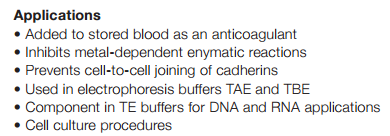 Applications
• Added to stored blood as an anticoagulant
• Inhibits metal-dependent enymatic reactions
• Prevents cell-to-cell joining of cadherins
• Used in electrophoresis buffers TAE and TBE
• Component in TE buffers for DNA and RNA applications
• Cell culture procedures